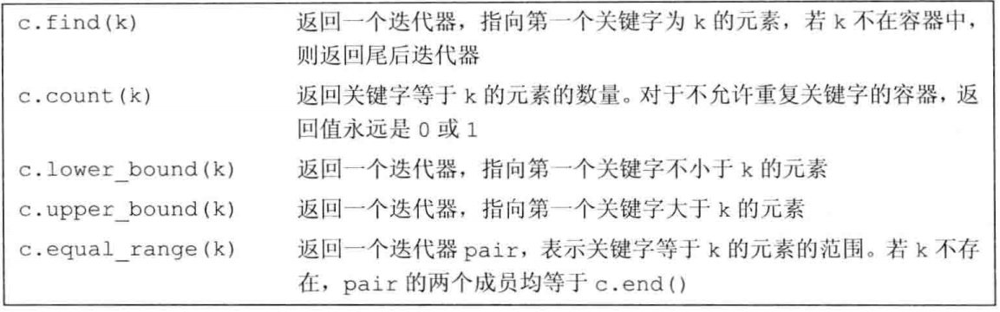 c.find(k) 返回一个迭代器，指向第一个关键字为 k 的元素，若 k 不在容器中，
则返回尾后迭代器
c.count(k) 返回关键字等于 k 的元素的数量。对于不允许重复关键字的容器，返
回值永远是 0 或 1
c.lower_bound(k) 返回一个迭代器，指向第一个关键字不小于 k 的元素
c.upper_bound(k) 返回一个迭代器，指向第一个关键字大于 k 的元素
c.equal_range(k) 返回一个迭代器 pair，表示关键字等于 k 的元素的范围。若 k 不存
在，pair 的两个成员均等于 c.end()